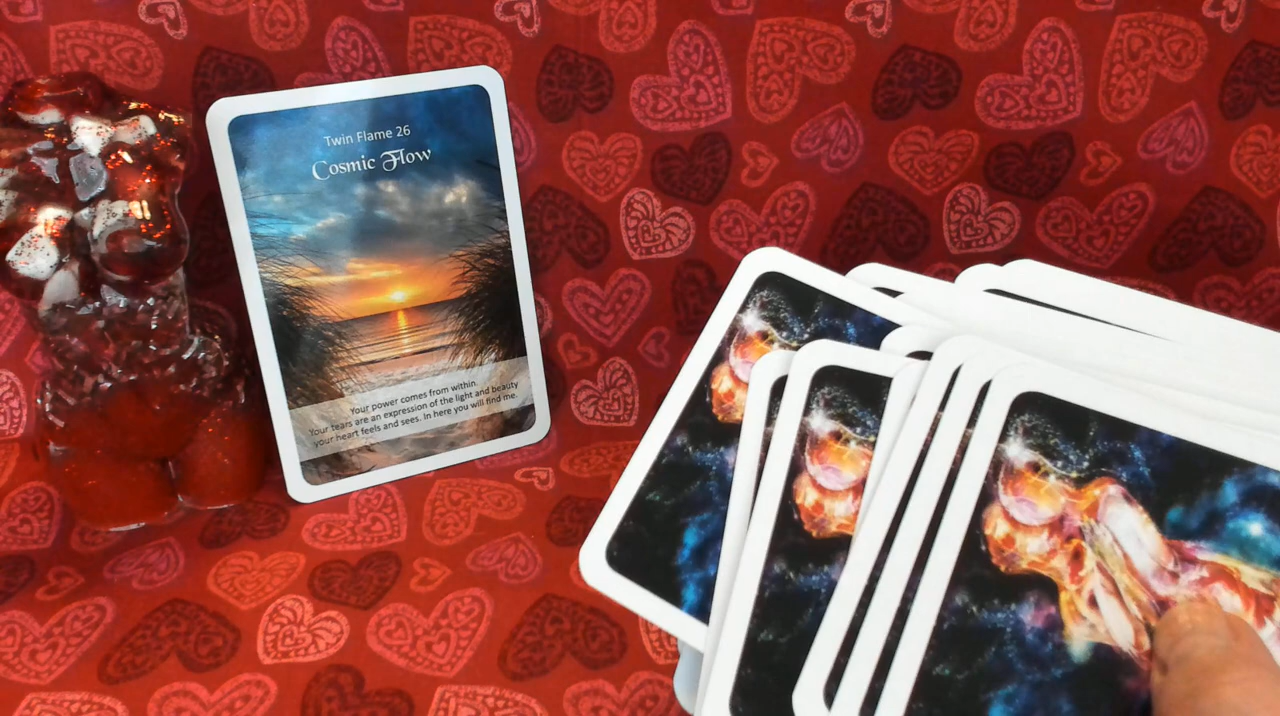 Twin Flame 26
Cosmic Flow
Your power comes from within.
Your tears are an expression of the light and beauty
your heart feels and sees. In here you will find me.